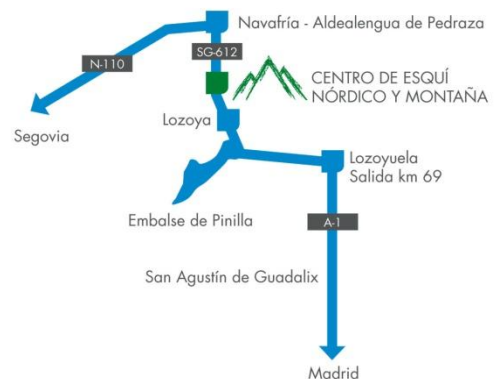 Navafría - Aldealengua de Pedraza
SG-612
N-110
CENTRO DE ESQUÍ
NÓRDICO Y MONTAÑA
Lozoya
Segovia
Lozoyuela
Salida km 69
Embalse de Pinilla
A-1
San Agustín de Guadalix
Madrid